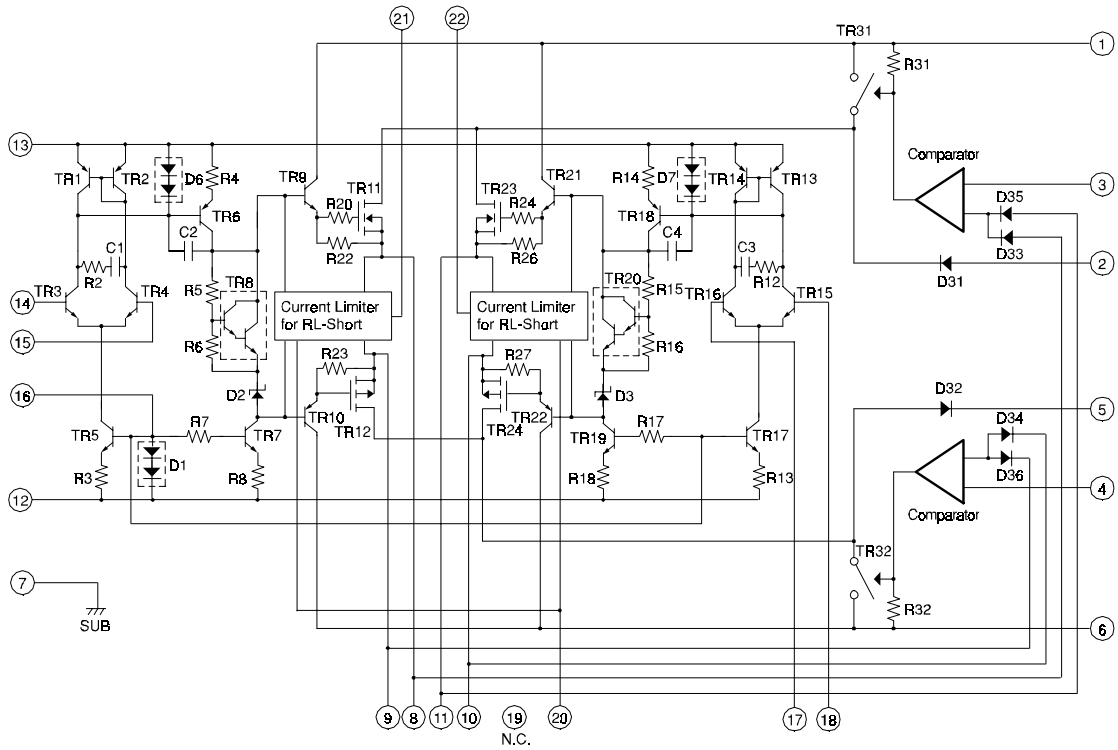 21
22
TR31
1
R31
13
TR1
TR2
D6
R4
TR9
TR11
TR23
TR21
R14
D7
TR14
TR13
Comparator
3
R20
R24
TR6
TR18
D35
C2
R22
R26
C4
D33
C1
C3
R2
R12
D31
2
TR3
TR4
R5
TR8
TR20
R15
TR16
TR15
14
Current Limiter
for RL-Short
Current Limiter
for RL-Short
18
15
R6
R16
17
R23
R27
16
D2
D3
D32
5
TR10
TR12
TR24
TR22
D34
TR5
R7
TR7
TR19
R17
TR17
D1
D36
R3
R8
R18
R13
4
12
Comparator
TR32
7
SUB
R32
6
9
8
11
10
19
20
17
18
N.C.